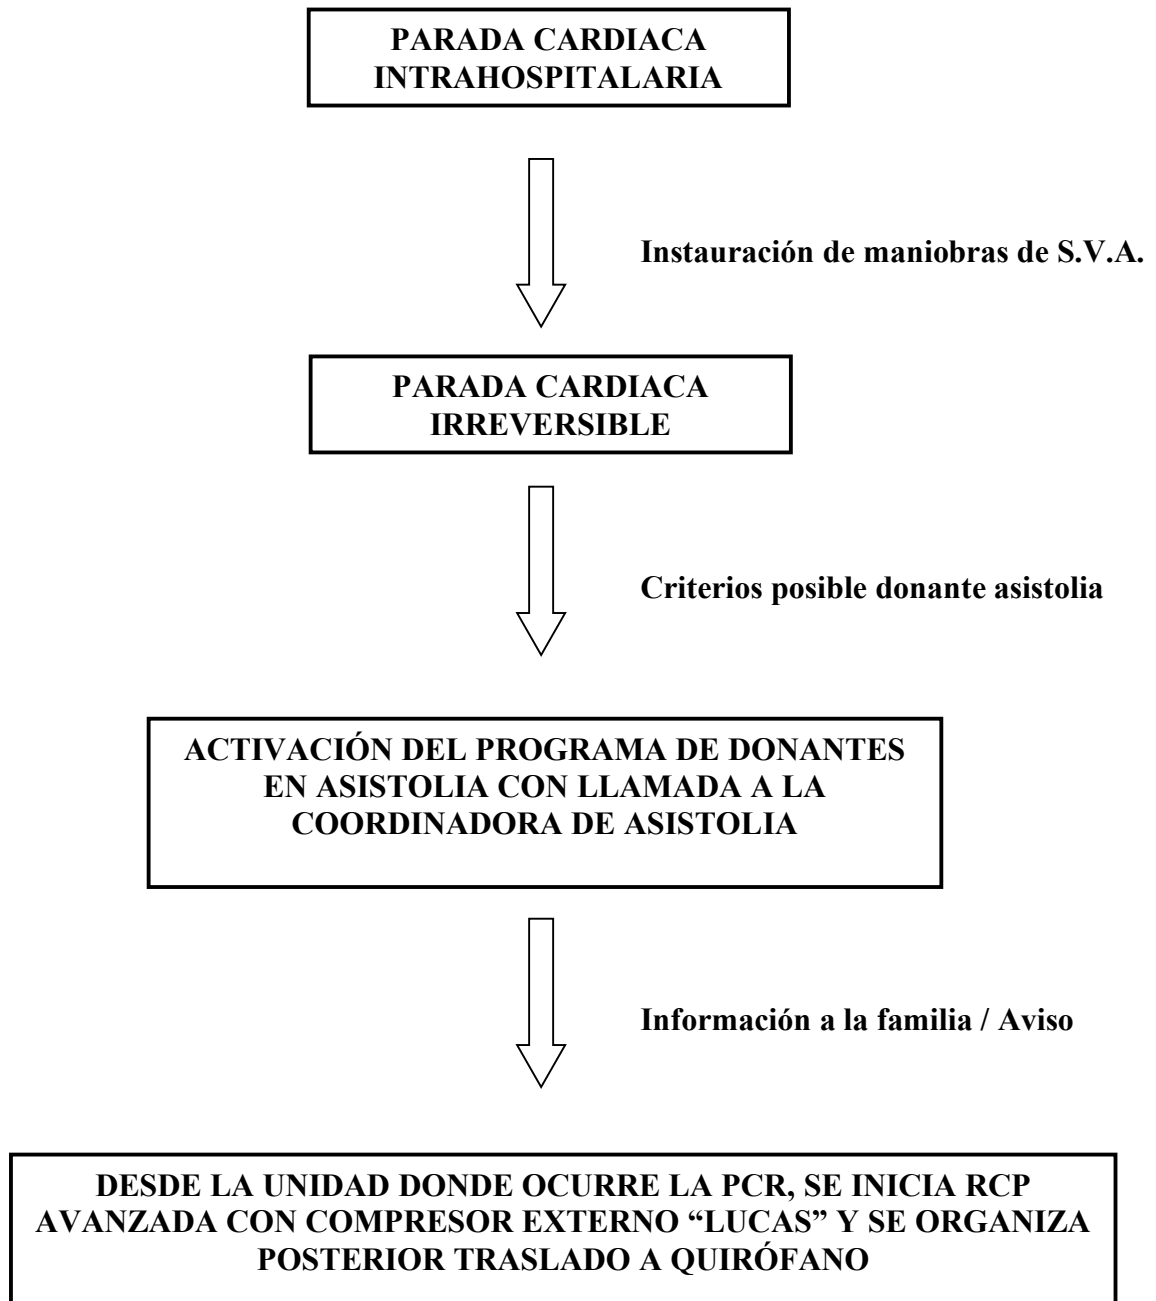 PARADA CARDIACA
INTRAHOSPITALARIA
Instauración de maniobras de S.V.A.
PARADA CARDIACA
IRREVERSIBLE
Criterios posible donante asistolia
ACTIVACIÓN DEL PROGRAMA DE DONANTES
EN ASISTOLIA CON LLAMADA A LA
COORDINADORA DE ASISTOLIA
Información a la familia / Aviso
DESDE LA UNIDAD DONDE OCURRE LA PCR, SE INICIA RCP
AVANZADA CON COMPRESOR EXTERNO “LUCAS” Y SE ORGANIZA
POSTERIOR TRASLADO A QUIRÓFANO